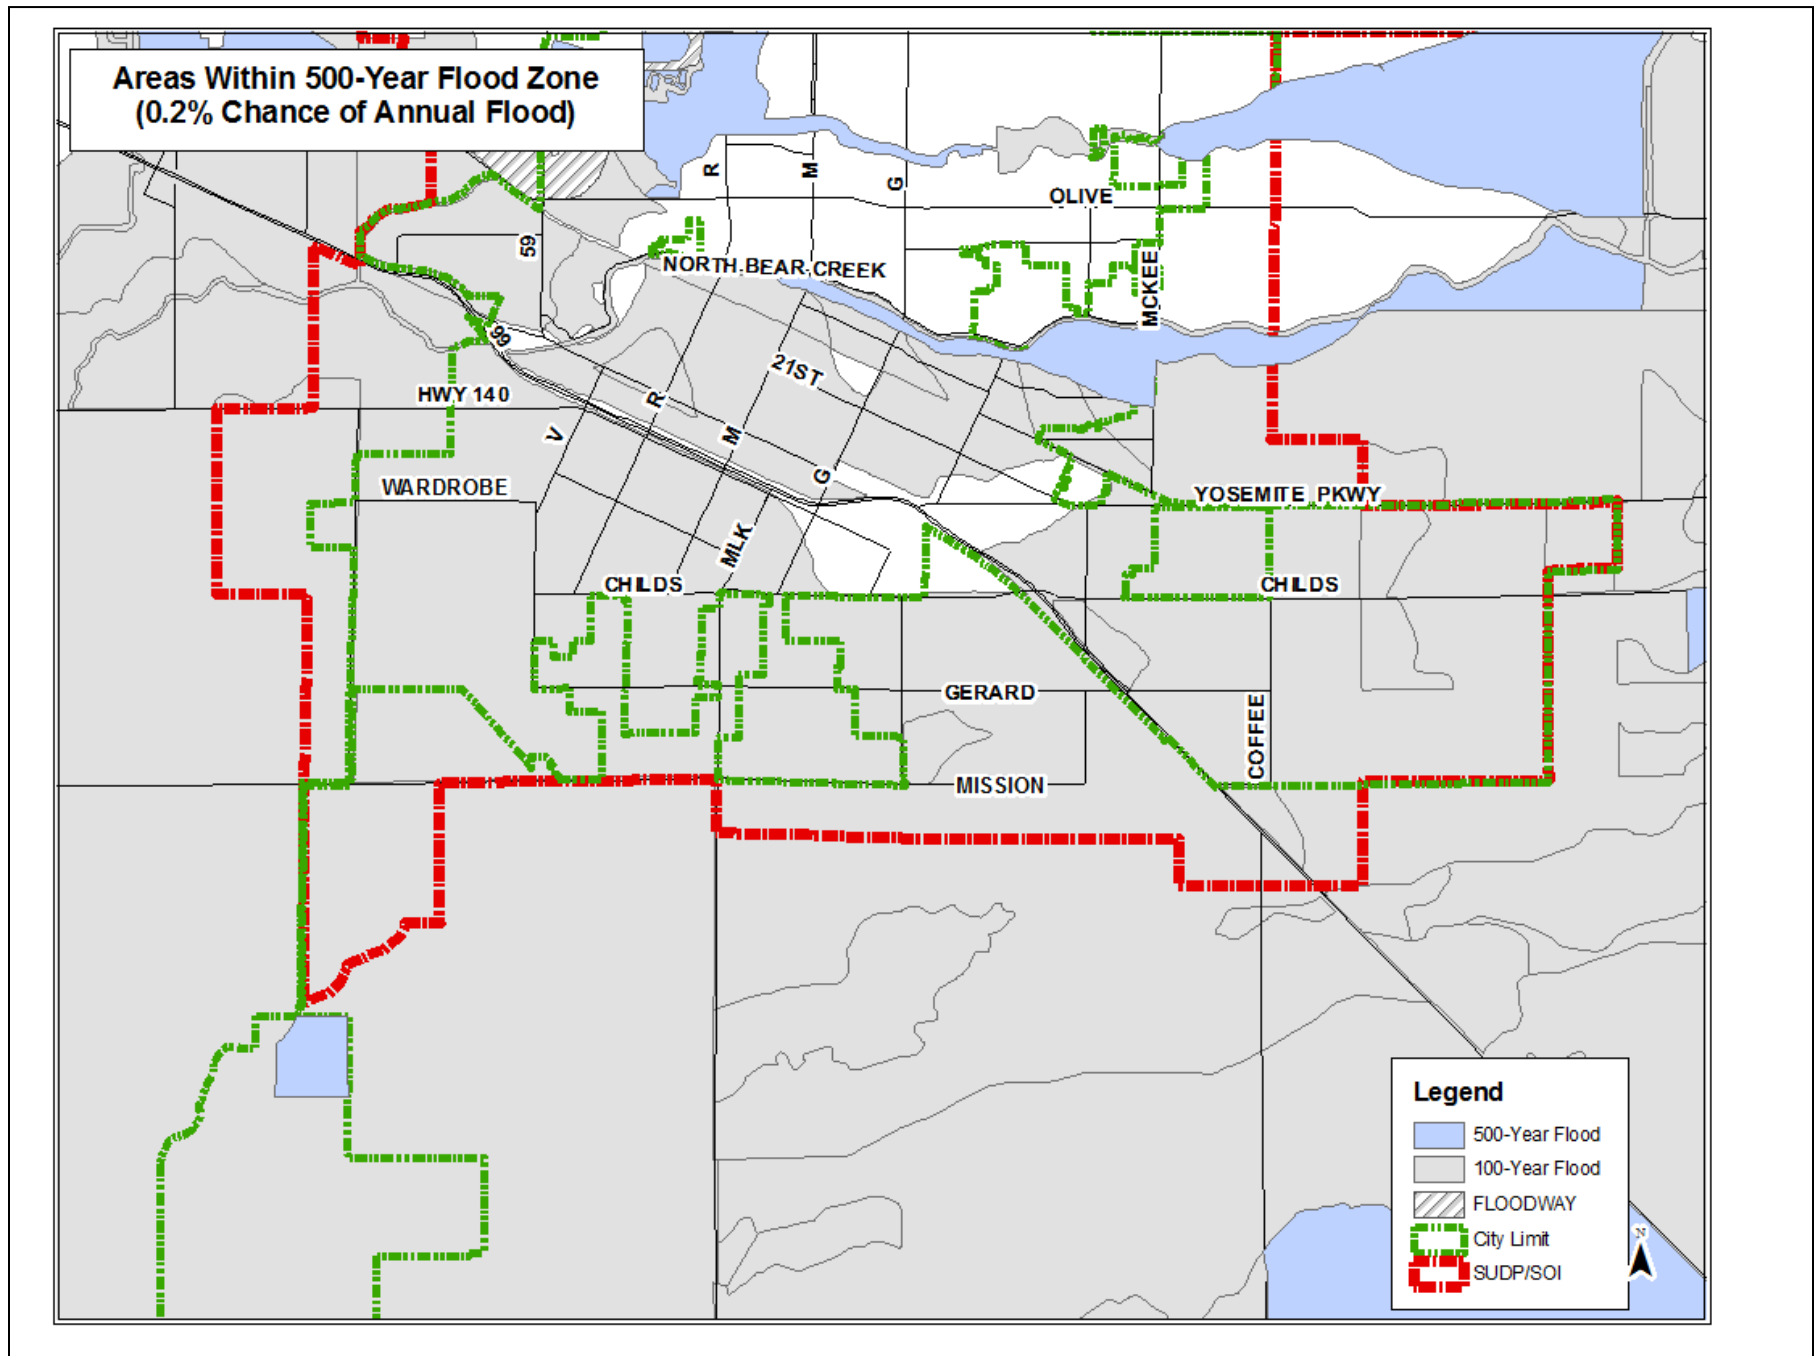 Areas Within 500-Year Flood Zone
(0.2% Chance of Annual Flood)
R
M
G
OLIVE
59
NORTH BEAR CREEK
MCKEE
99
21ST
HWY 140
R
V
M
G
WARDROBE
YOSEMITE PKWY
MLK
CHILDS
CHILDS
GERARD
COFFEE
MISSION
Legend
500-Year Flood
100-Year Flood
FLOODWAY
City Limit
SUDP/SOI
N